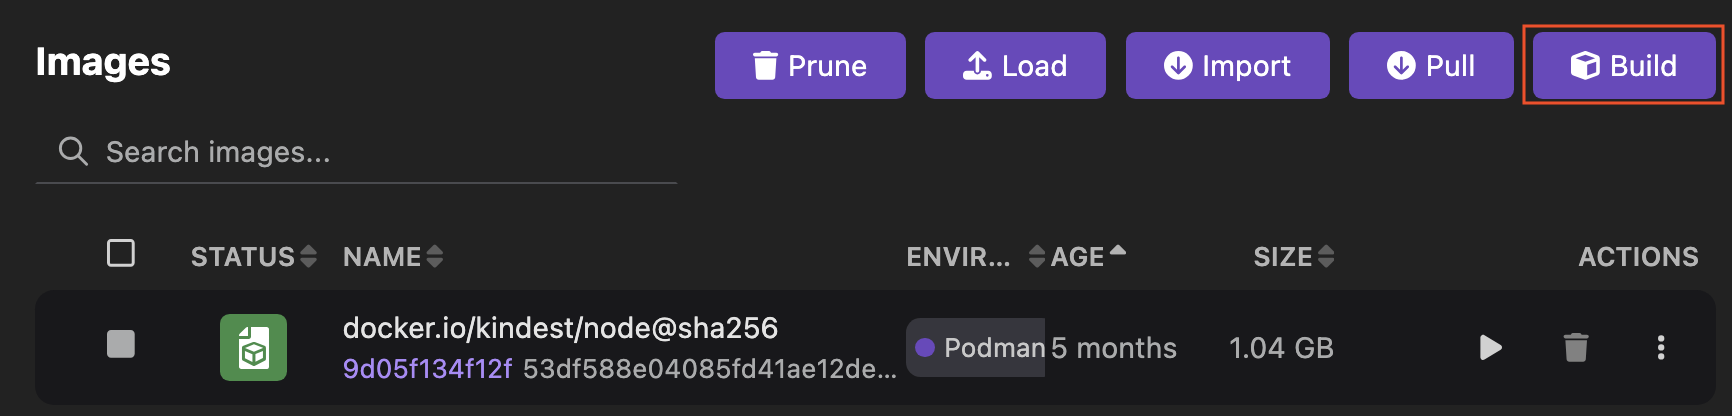 Images
Prune
Load
Import
Pull
Build
Search images...
STATUS NAME ENVIR... AGE SIZE ACTIONS
docker.io/kindest/node@sha256
9d05f134f12f 53df588e04085fd41ae12de...
Podman
5 months
1.04 GB